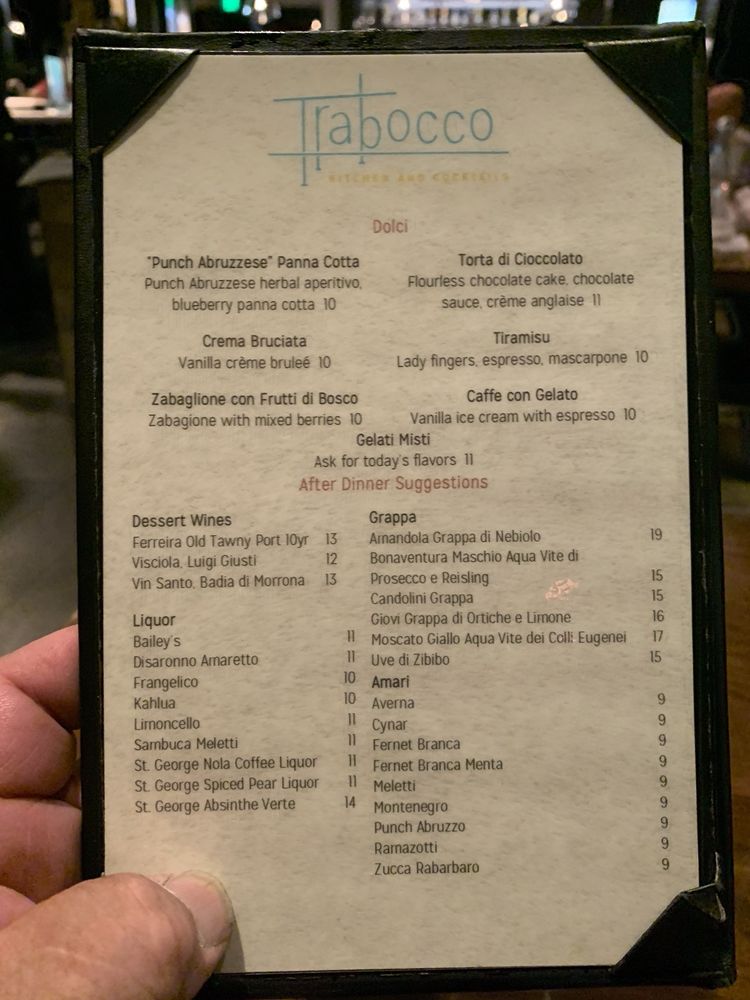 Trabocco
KITCHEN AND COCKTAILS
Dolci
"Punch Abruzzese" Panna Cotta
Punch Abruzzese herbal aperitivo,
blueberry panna cotta 10
Torta di Cioccolato
Flourless chocolate cake, chocolate
sauce, crème anglaise 11
Crema Bruciata
Vanilla crème bruleé 10
Tiramisu
Lady fingers, espresso, mascarpone 10
Zabaglione con Frutti di Bosco
Zabagione with mixed berries 10
Caffe con Gelato
Vanilla ice cream with espresso 10
Gelati Misti
Ask for today's flavors 11
After Dinner Suggestions
Dessert Wines
Ferreira Old Tawny Port 10yr 13
Visciola, Luigi Giusti 12
Vin Santo, Badia di Morrona 13
Liquor
Bailey's 11
Disaronno Amaretto 11
Frangelico 10
Kahlua 10
Limoncello 11
Sambuca Meletti 11
St. George Nola Coffee Liquor 11
St. George Spiced Pear Liquor 11
St. George Absinthe Verte 14
Grappa
Amandola Grappa di Nebiolo 19
Bonaventura Maschio Aqua Vite di
Prosecco e Reisling 15
Candolini Grappa 15
Giovi Grappa di Ortiche e Limone 16
Moscato Giallo Aqua Vite dei Colli Eugenei 17
Uve di Zibibo 15
Amari
Averna 9
Cynar 9
Fernet Branca 9
Fernet Branca Menta 9
Meletti 9
Montenegro 9
Punch Abruzzo 9
Ramazotti 9
Zucca Rabarbaro 9